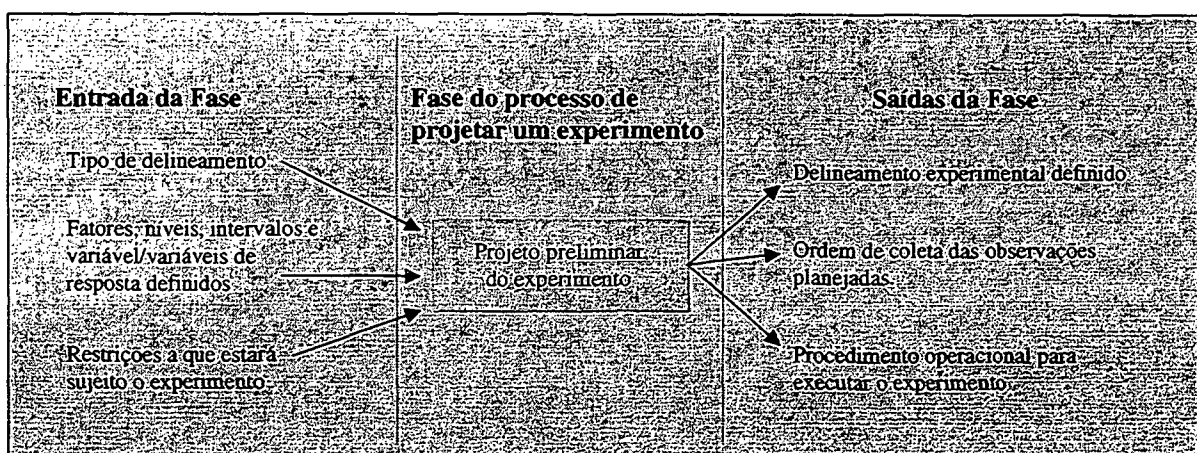 Entrada da Fase
Tipo de delineamento
Fatores, níveis, intervalos e
variável/variáveis de
resposta definidos
Restrições a que estará
sujeito o experimento
Fase do processo de
projetar um experimento
Projeto preliminar
do experimento
Saídas da Fase
Delineamento experimental definido
Ordem de coleta das observações
planejadas
Procedimento operacional para
executar o experimento